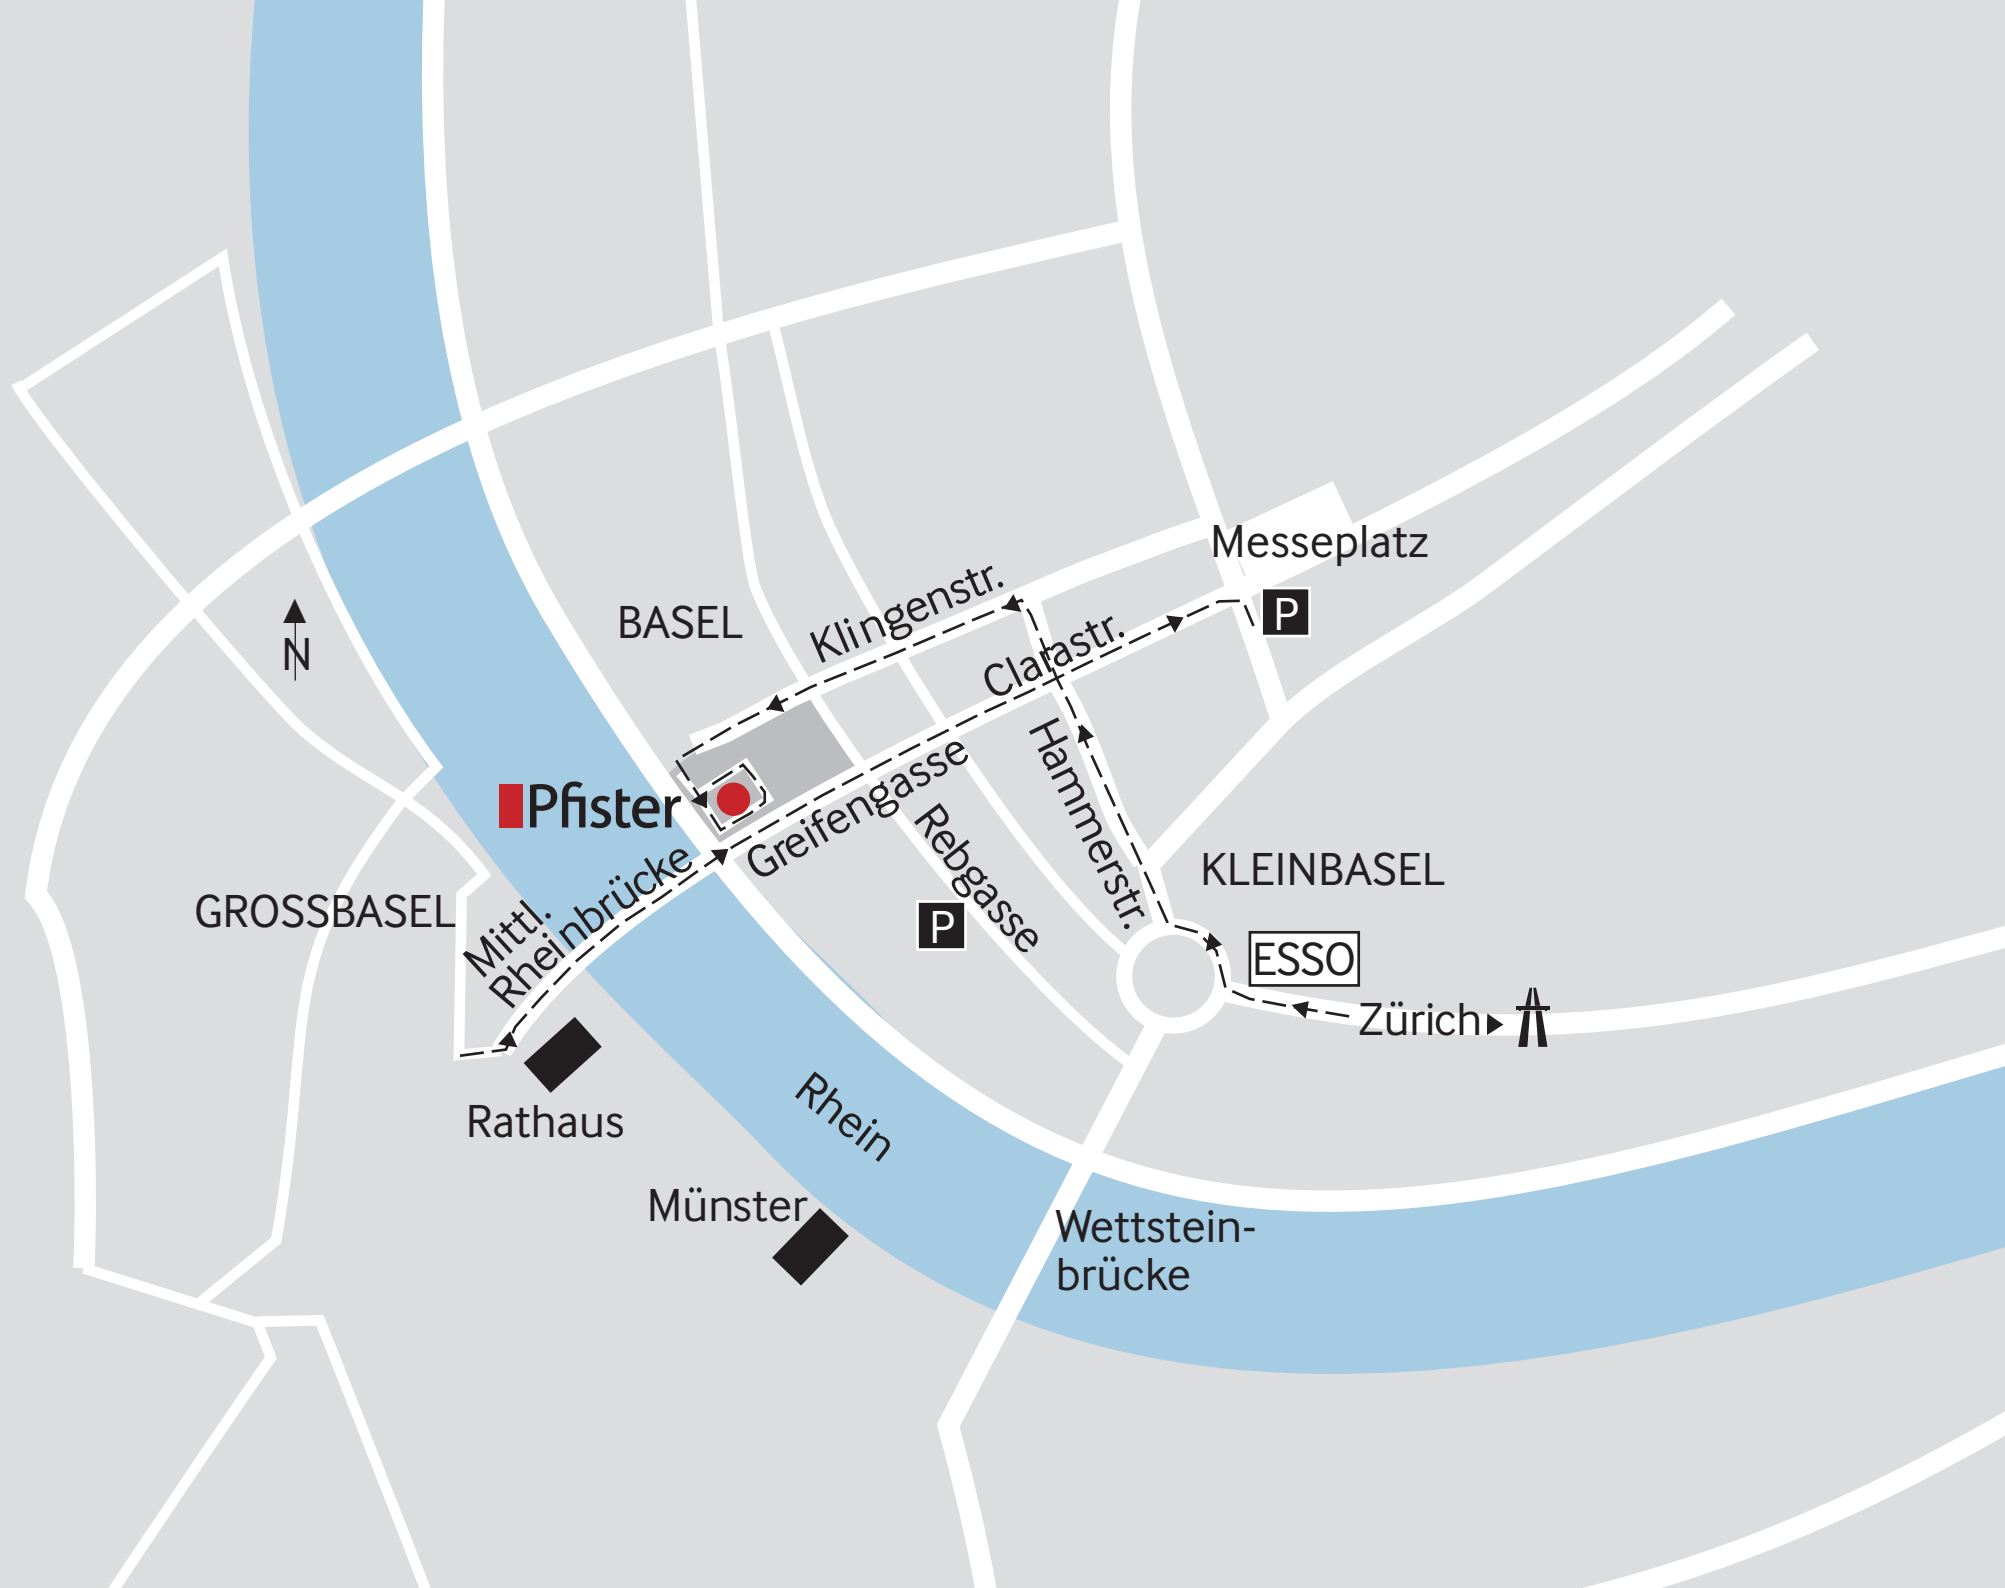 Messeplatz
Klingenstr.
P
BASEL
Clarastr.
N
Hammerstr.
Pfister
Greifengasse
Rebgasse
KLEINBASEL
GROSSBASEL
Mittl.
Rheinbrücke
P
ESSO
Zürich
Rathaus
Rhein
Münster
Wettstein-
brücke